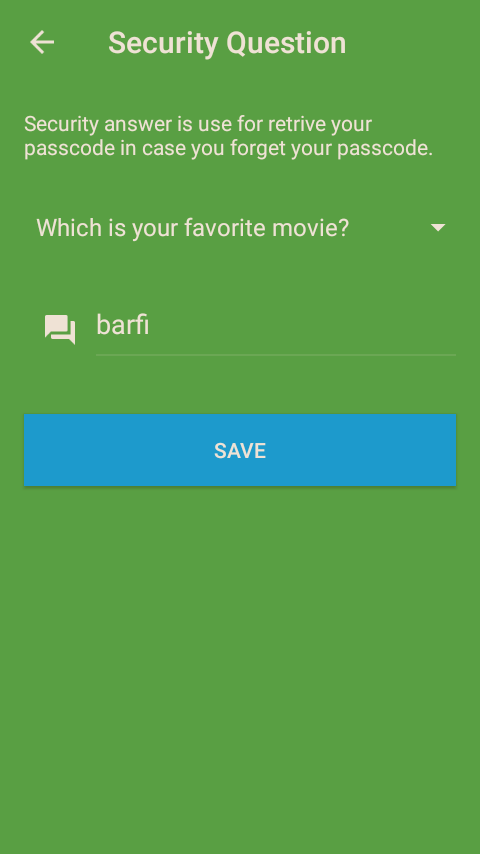 Security Question
Security answer is use for retrive your
passcode in case you forget your passcode.
Which is your favorite movie?
barfi
SAVE